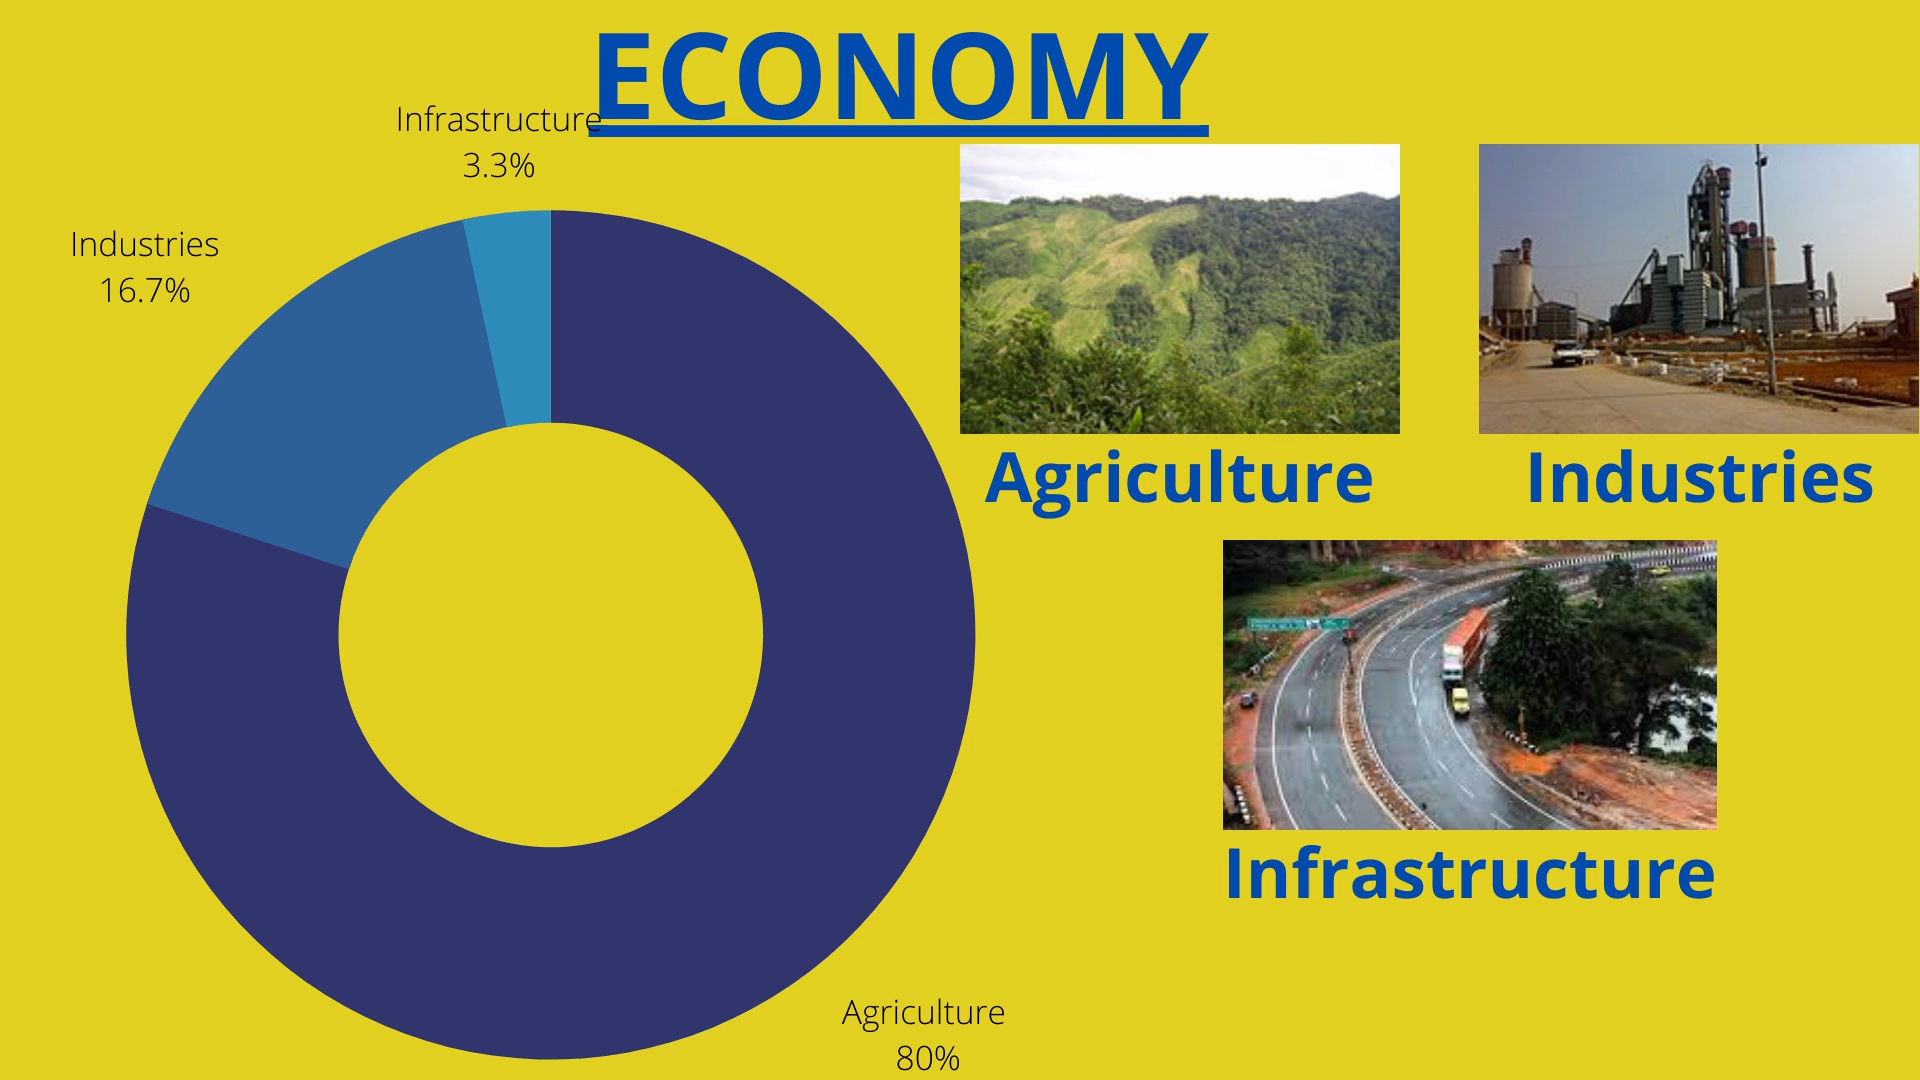 ECONOMY
Infrastructure
3.3%
Industries
16.7%
Agriculture
80%
Agriculture
Industries
Infrastructure